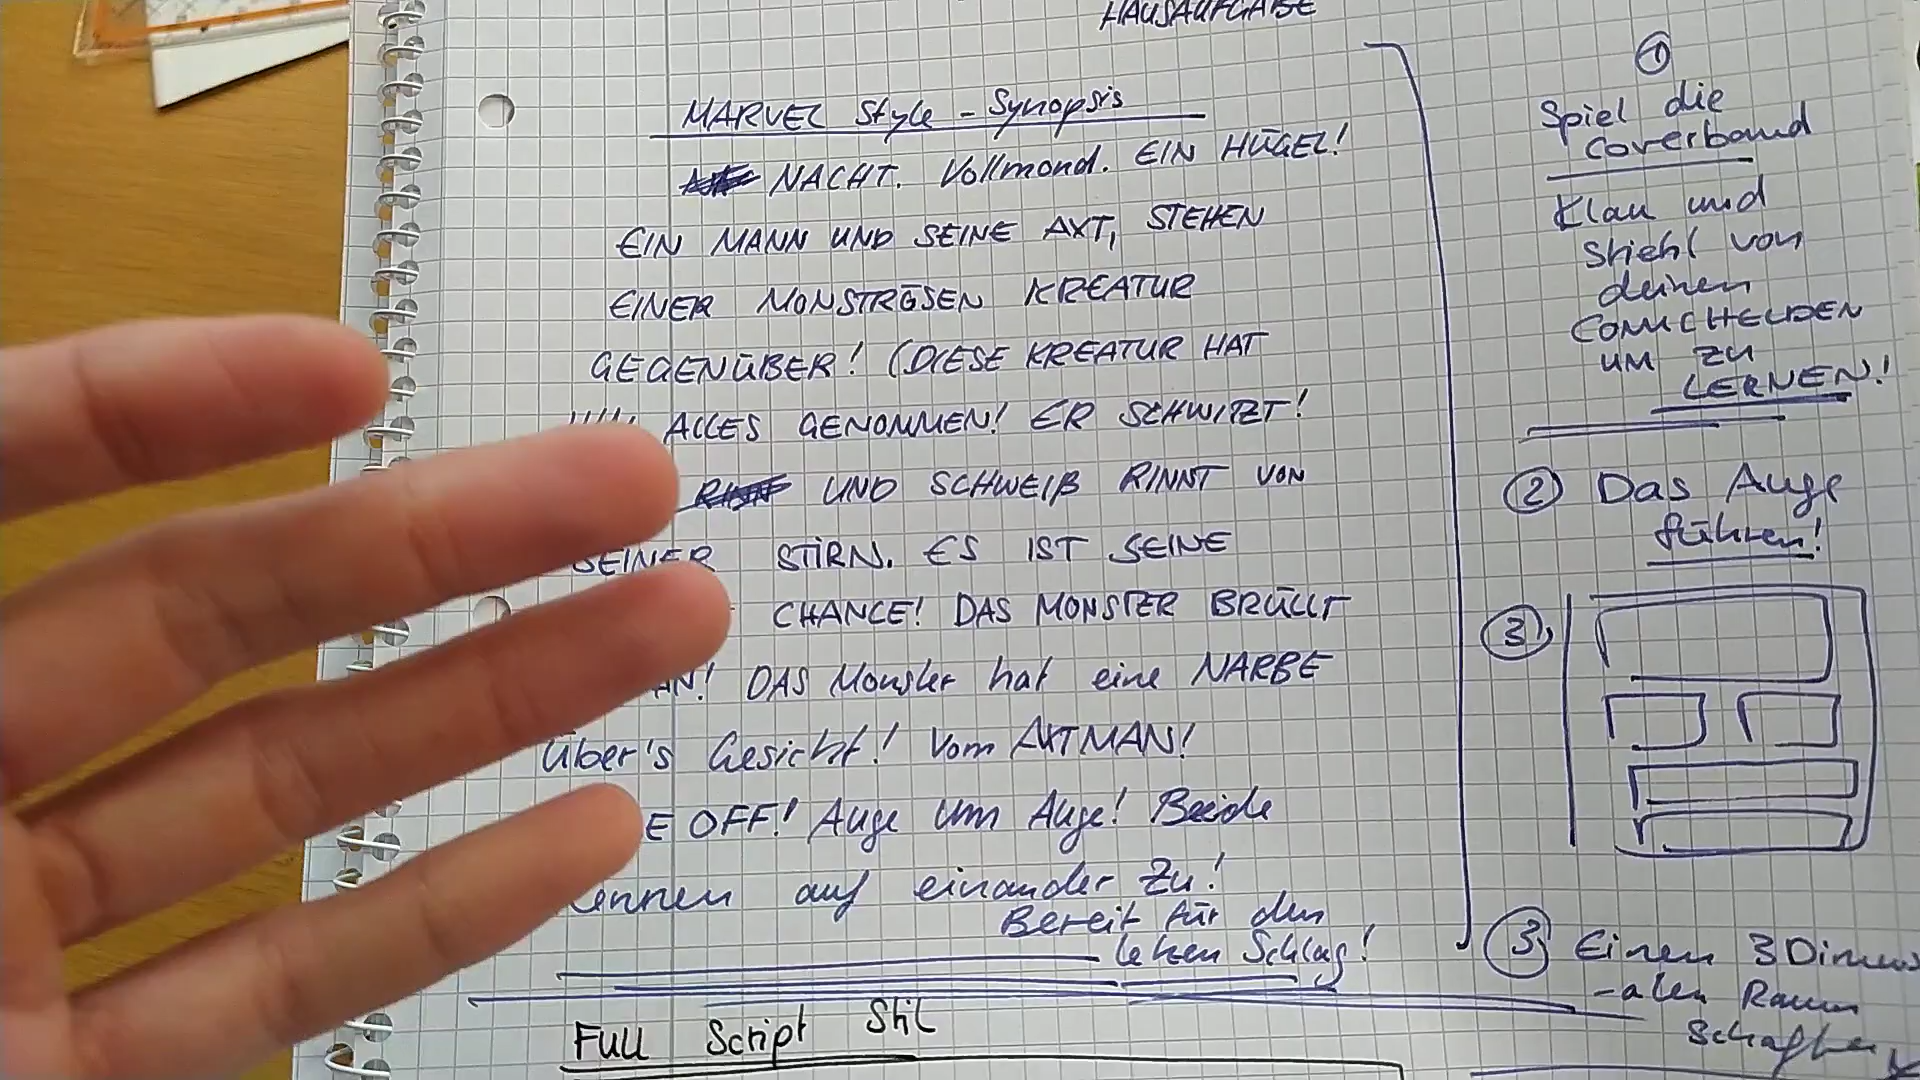 HAUSAUFGABE
MARVEL Style - Synopsis
NACHT. Vollmond. EIN HÜGEL!
EIN MANN UND SEINE AXT, STEHEN
EINER MONSTRÖSEN KREATUR
GEGENÜBER! (DIESE KREATUR HAT
ALLES GENOMMEN! ER SCHWITZT!
UND SCHWEIß RINNT VON
SEINER STIRN. ES IST SEINE
CHANCE! DAS MONSTER BRÜLLT
AN! DAS Monster hat eine NARBE
über's Gesicht! Vom AXTMAN!
OFF! Auge um Auge! Beide
auf einander zu!
Bereit für den
letzten Schlag!
Full Script Stil
1
Spiel die
Coverband
Klau und
stiehl von
deinen
COMICHELDEN
um zu
LERNEN!
2 Das Auge
führen!
3
3 Einen 3Dimens
-alen Raum
schaffen